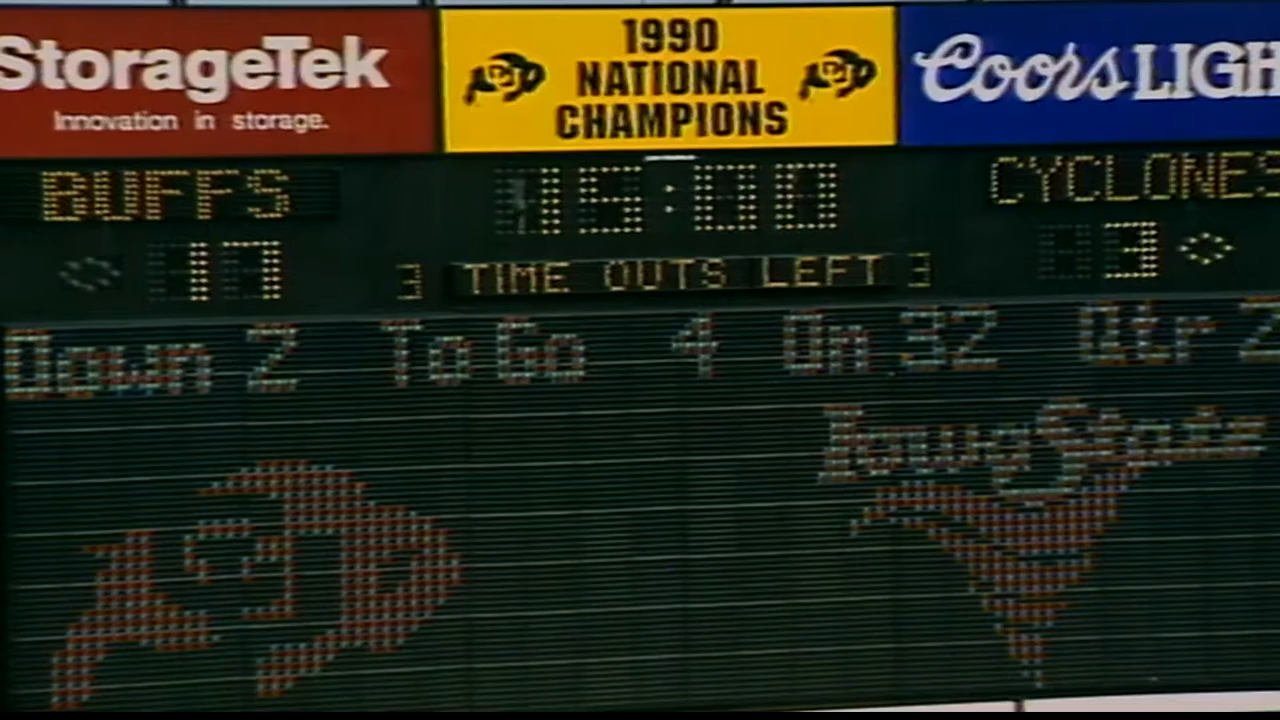 StorageTek
Innovation in storage.
1990
NATIONAL
CHAMPIONS
Coors LIGH
BUFFS
15:00
CYCLONES
17
3
TIME OUTS LEFT
3
3
Down 2 To Go 4 On 32 Qtr 2
Iowa State